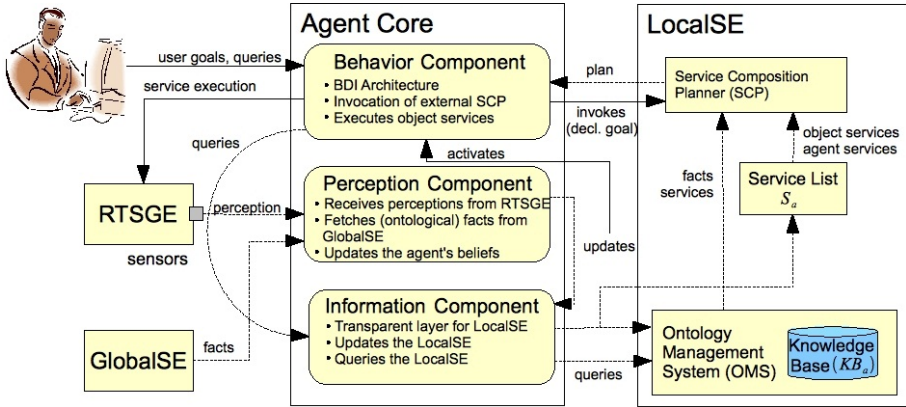 Agent Core
LocalSE
user goals, queries
service execution
Behavior Component
• BDI Architecture
• Invocation of external SCP
• Executes object services
plan
invokes
(decl. goal)
Service Composition
Planner (SCP)
queries
activates
object services
agent services
facts
services
Service List
Sa
RTSGE
perception
sensors
Perception Component
• Receives perceptions from RTSGE
• Fetches (ontological) facts from
GlobalSE
• Updates the agent's beliefs
updates
GlobalSE
facts
Information Component
• Transparent layer for LocalSE
• Updates the LocalSE
• Queries the LocalSE
queries
Ontology
Management
System (OMS)
Knowledge
Base (KBa)